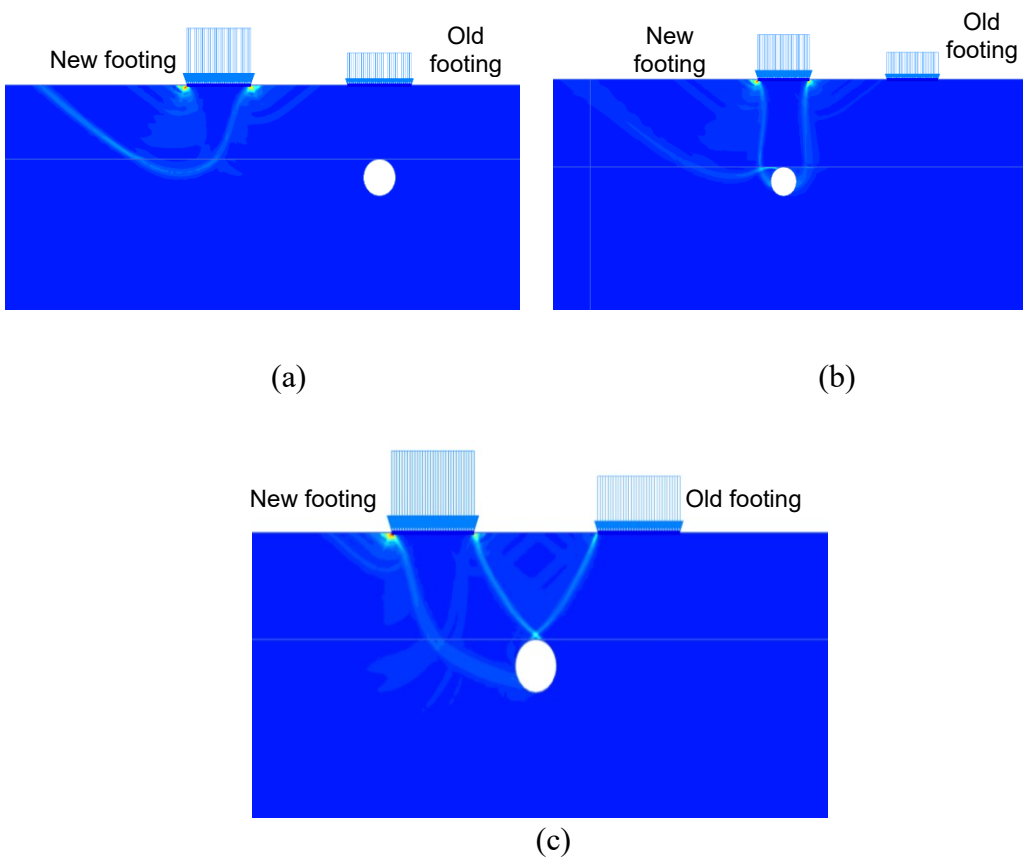 New footing
Old
footing
New
footing
Old
footing
(a)
(b)
New footing
Old footing
(c)